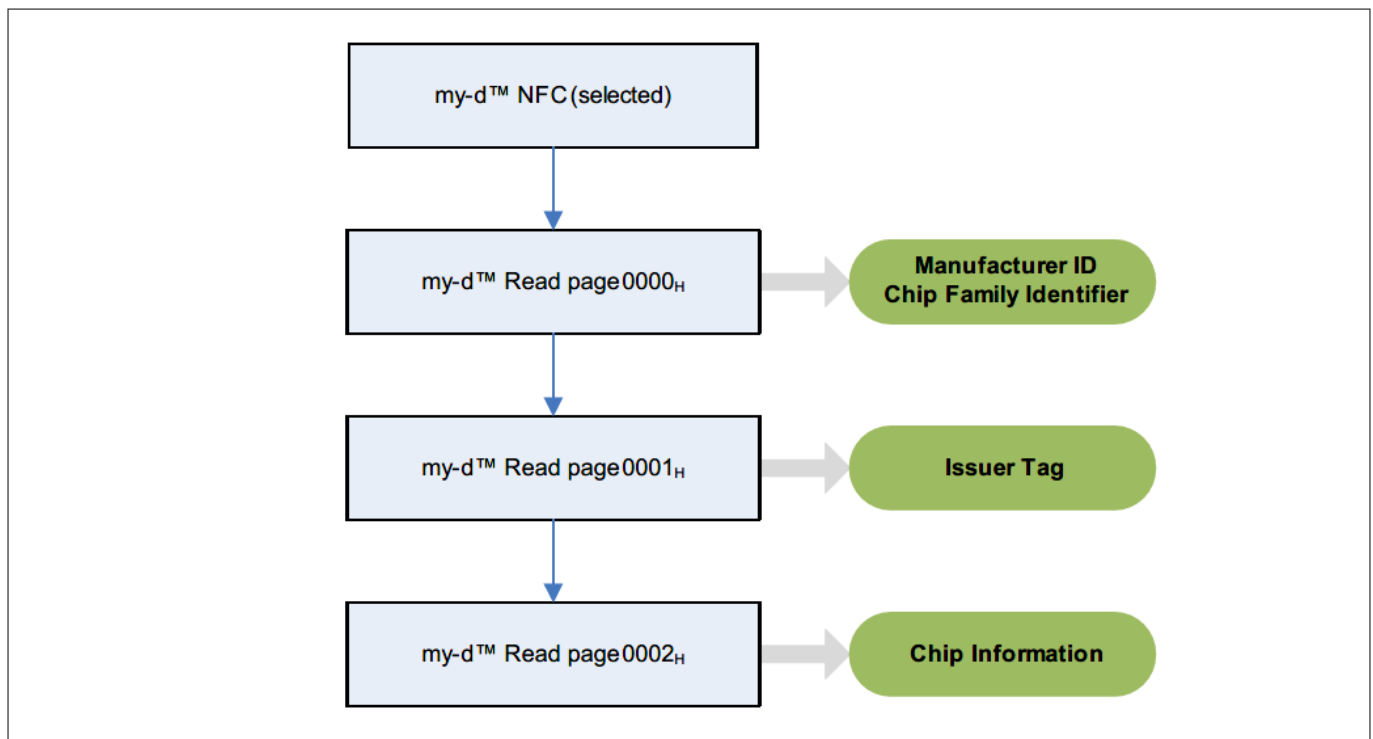 my-d™ NFC (selected)
my-d™ Read page 0000H
Manufacturer ID
Chip Family Identifier
my-d™ Read page 0001H
Issuer Tag
my-d™ Read page 0002H
Chip Information